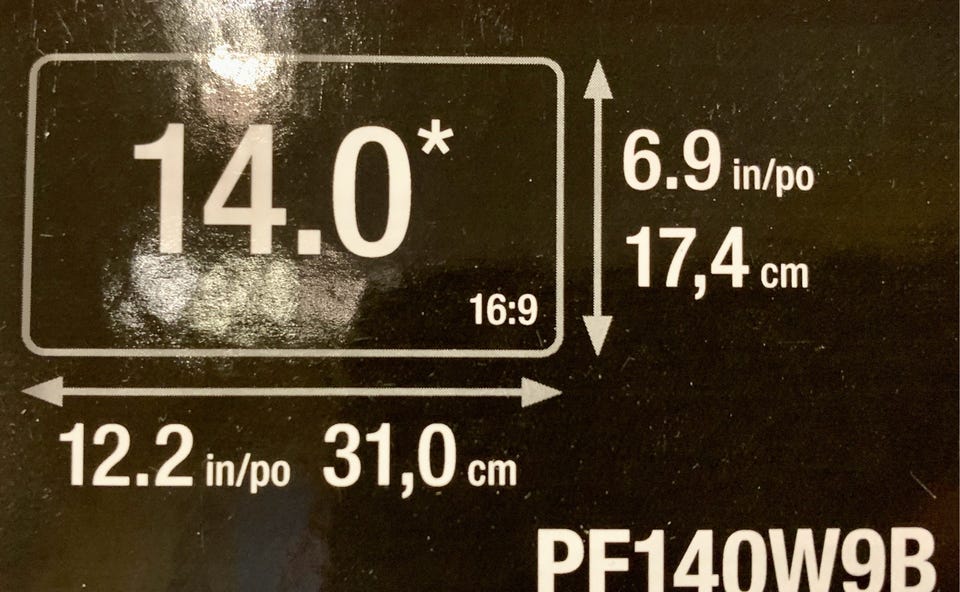 14.0*
16:9
6.9 in/po
17,4 cm
12.2 in/po 31,0 cm
PF140W9B